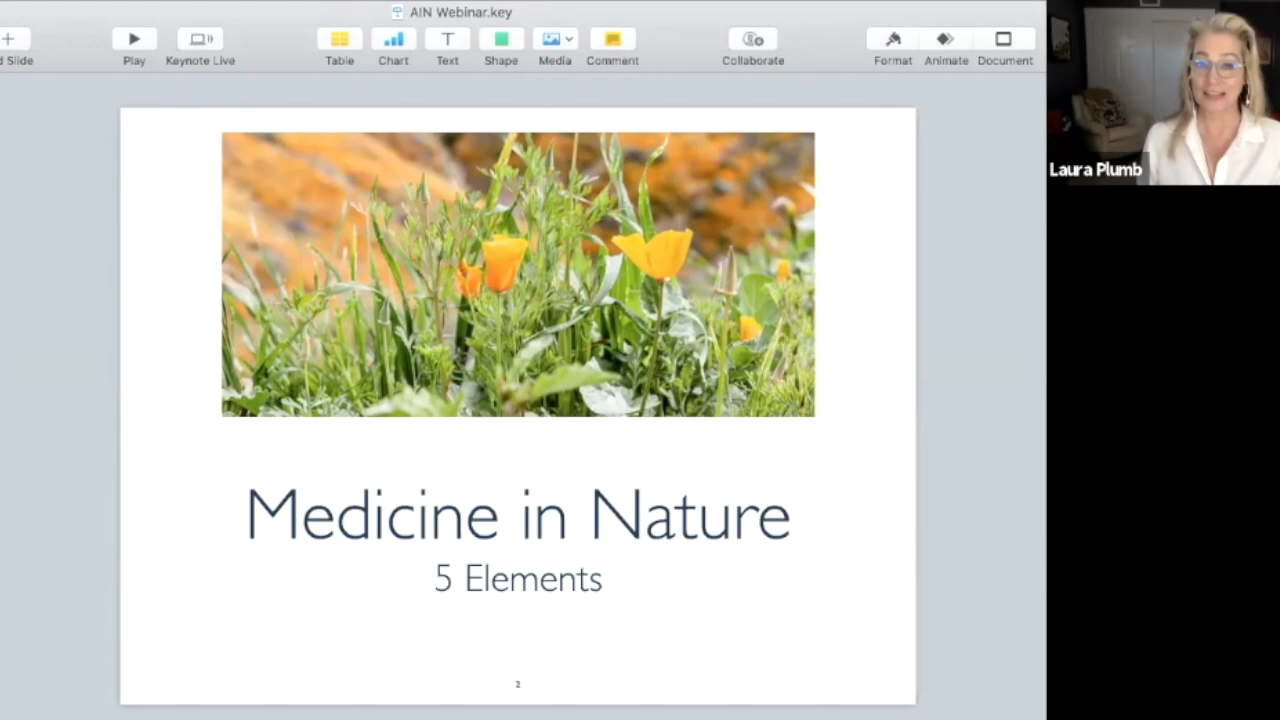 AIN Webinar.key
d Slide
Play
Keynote Live
Table
Chart
Text
Shape
Media
Comment
Collaborate
Format
Animate
Document
Laura Plumb
Medicine in Nature
5 Elements
2